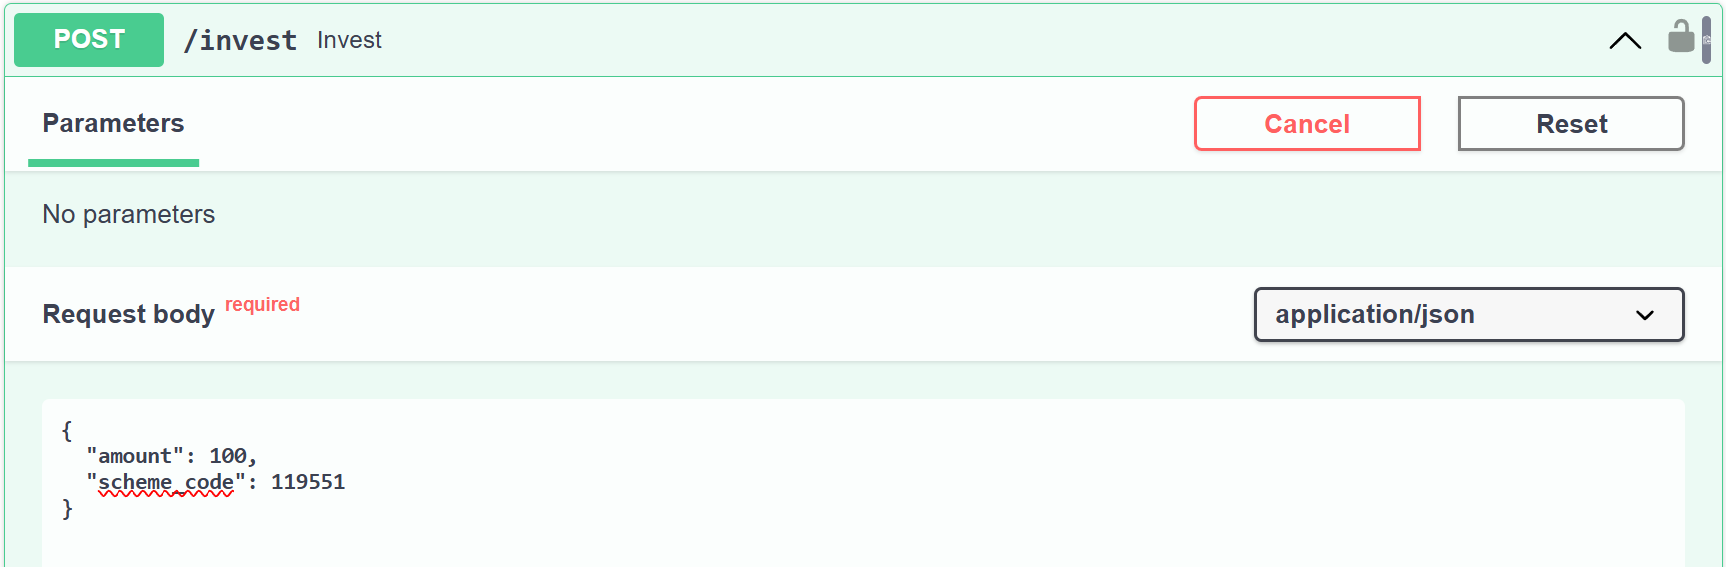 POST /invest Invest
Parameters Cancel Reset
No parameters
Request body required application/json
{
"amount": 100,
"scheme_code": 119551
}